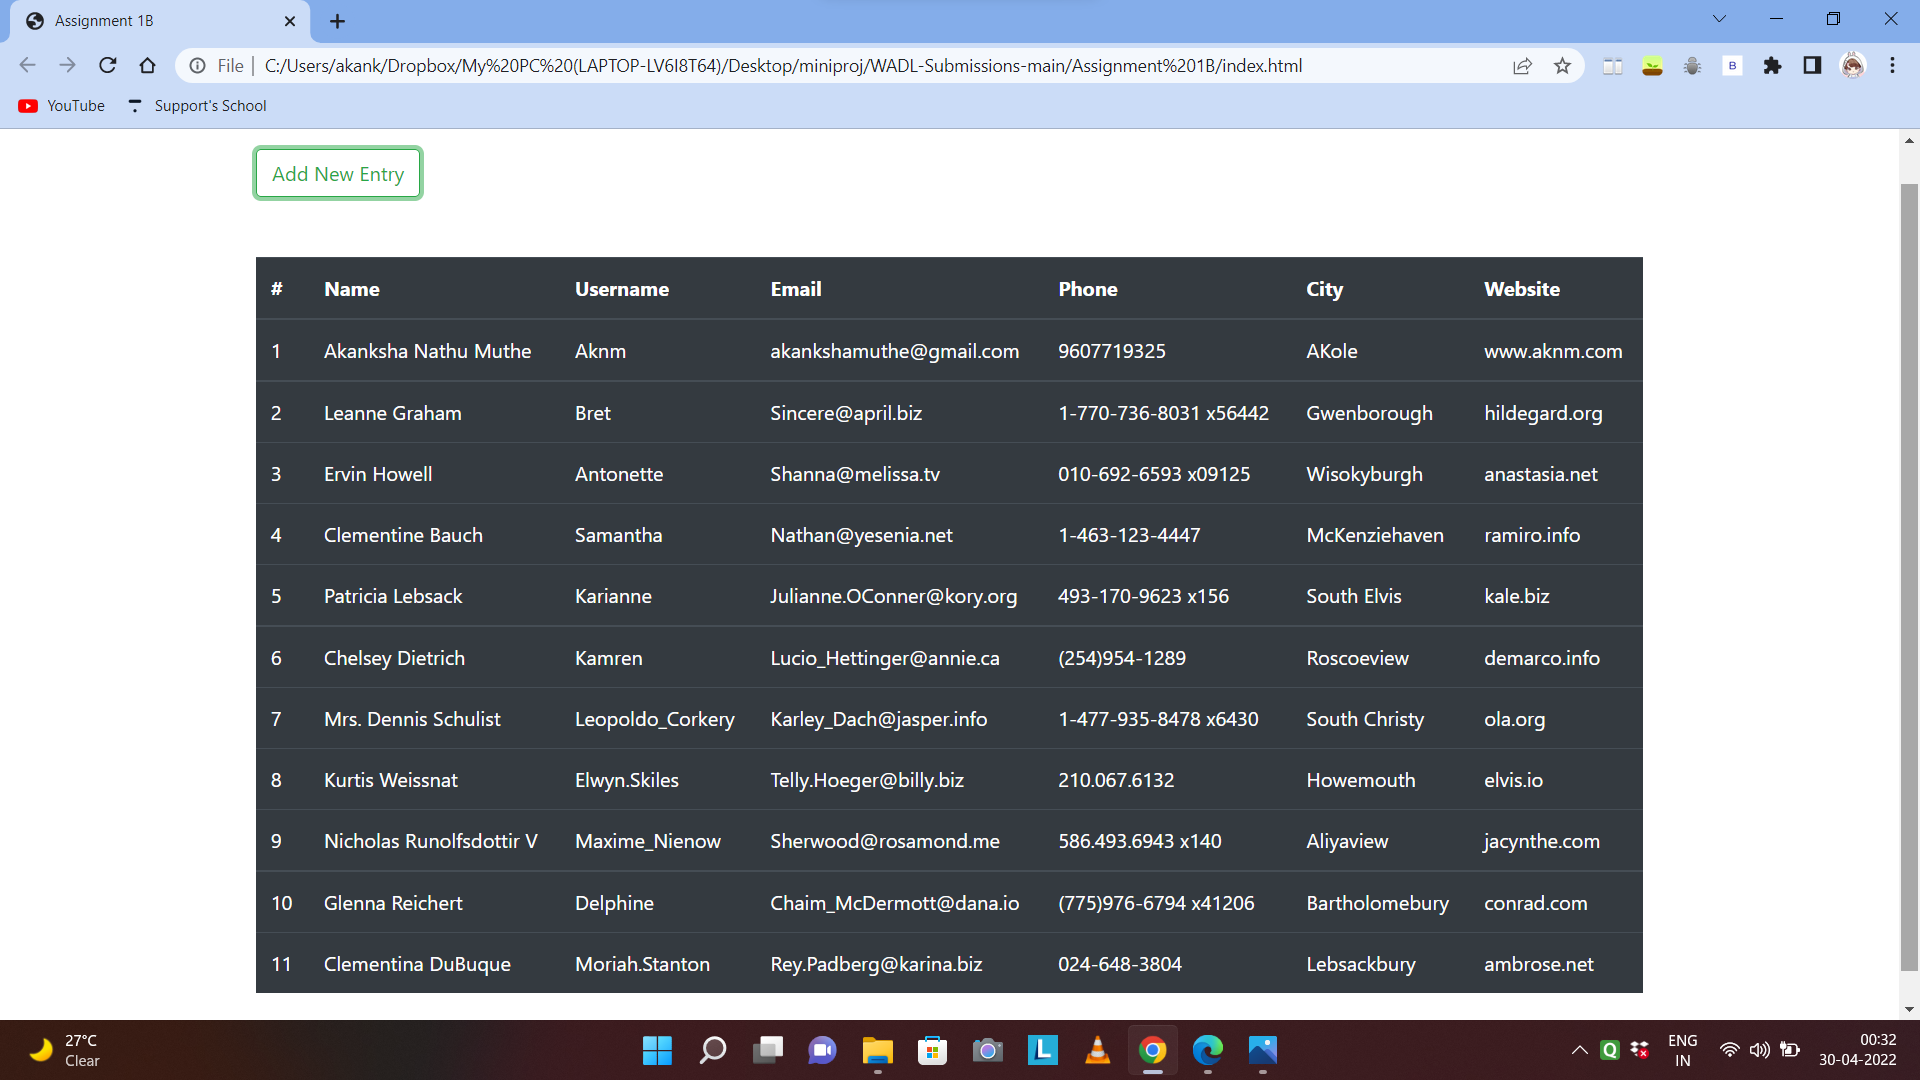 Assignment 1B
File | C:/Users/akank/Dropbox/My%20PC%20(LAPTOP-LV6I8T64)/Desktop/miniproj/WADL-Submissions-main/Assignment%201B/index.html
B
YouTube Support's School
Add New Entry
# Name Username Email Phone City Website
1 Akanksha Nathu Muthe Aknm akankshamuthe@gmail.com 9607719325 AKole www.aknm.com
2 Leanne Graham Bret Sincere@april.biz 1-770-736-8031 x56442 Gwenborough hildegard.org
3 Ervin Howell Antonette Shanna@melissa.tv 010-692-6593 x09125 Wisokyburgh anastasia.net
4 Clementine Bauch Samantha Nathan@yesenia.net 1-463-123-4447 McKenziehaven ramiro.info
5 Patricia Lebsack Karianne Julianne.OConner@kory.org 493-170-9623 x156 South Elvis kale.biz
6 Chelsey Dietrich Kamren Lucio_Hettinger@annie.ca (254)954-1289 Roscoeview demarco.info
7 Mrs. Dennis Schulist Leopoldo_Corkery Karley_Dach@jasper.info 1-477-935-8478 x6430 South Christy ola.org
8 Kurtis Weissnat Elwyn.Skiles Telly.Hoeger@billy.biz 210.067.6132 Howemouth elvis.io
9 Nicholas Runolfsdottir V Maxime_Nienow Sherwood@rosamond.me 586.493.6943 x140 Aliyaview jacynthe.com
10 Glenna Reichert Delphine Chaim_McDermott@dana.io (775)976-6794 x41206 Bartholomebury conrad.com
11 Clementina DuBuque Moriah.Stanton Rey.Padberg@karina.biz 024-648-3804 Lebsackbury ambrose.net
27°C
Clear
L
Q
ENG
IN
00:32
30-04-2022